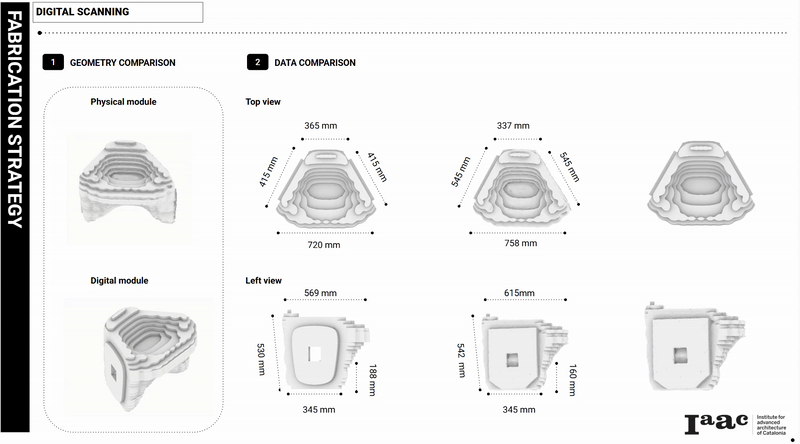 FABRICATION STRATEGY
DIGITAL SCANNING
1 GEOMETRY COMPARISON
2 DATA COMPARISON
Physical module
Top view
365 mm
337 mm
415 mm
415 mm
545 mm
545 mm
720 mm
758 mm
Digital module
Left view
569 mm
615mm
530 mm
188 mm
542 mm
160 mm
345 mm
345 mm
Iaac
Institute for
advanced
architecture
of Catalonia